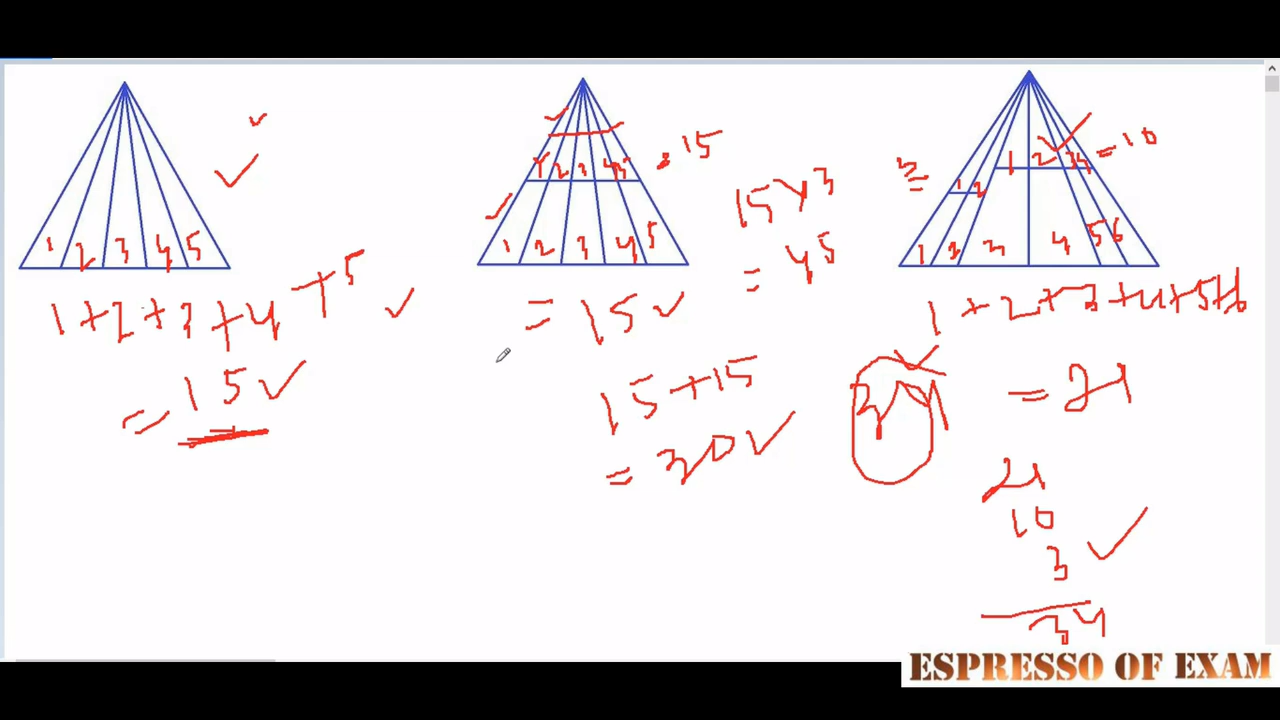 1 2 3 4 5
1+2+3+4+5
=15
1 2 3 4 5 =15
1 2 3 4 5
=15
15+15
=30
15×3
=45
1 2 3 4 =10
1 2 =3
1 2 3 4 5 6
1+2+3+4+5+6
=21
21
10
3
34
ESPRESSO OF EXAM